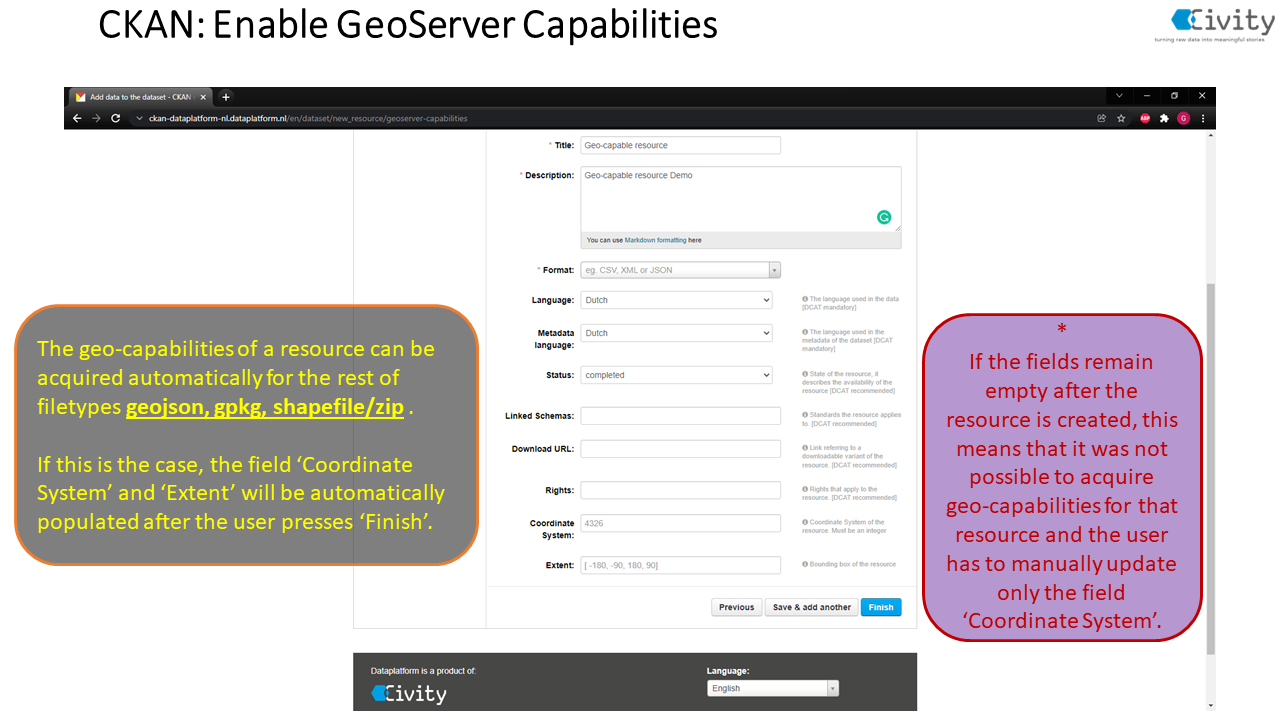 CKAN: Enable GeoServer Capabilities
Civity
turning raw data into meaningful stories
Add data to the dataset - CKAN
ckan-dataplatform-nl.dataplatform.nl/en/dataset/new_resource/geoserver-capabilities
ABP
G
* Title:
Geo-capable resource
* Description:
Geo-capable resource Demo
You can use Markdown formatting here
* Format:
eg. CSV, XML or JSON
Language:
Dutch
The language used in the data
[DCAT mandatory]
Metadata
language:
Dutch
The language used in the
metadata of the dataset [DCAT
mandatory]
Status:
completed
State of the resource, it
describes the availability of the
resource [DCAT recommended]
Linked Schemas:
Standards the resource applies
to. [DCAT recommended]
Download URL:
Link referring to a
downloadable variant of the
resource. [DCAT recommended]
Rights:
Rights that apply to the
resource. [DCAT recommended]
Coordinate
System:
4326
Coordinate System of the
resource. Must be an integer
Extent:
[ -180, -90, 180, 90]
Bounding box of the resource
Previous
Save & add another
Finish
The geo-capabilities of a resource can be
acquired automatically for the rest of
filetypes geojson, gpkg, shapefile/zip .
If this is the case, the field ‘Coordinate
System’ and ‘Extent’ will be automatically
populated after the user presses ‘Finish’.
*
If the fields remain
empty after the
resource is created, this
means that it was not
possible to acquire
geo-capabilities for that
resource and the user
has to manually update
only the field
‘Coordinate System’.
Dataplatform is a product of:
Civity
Language:
English